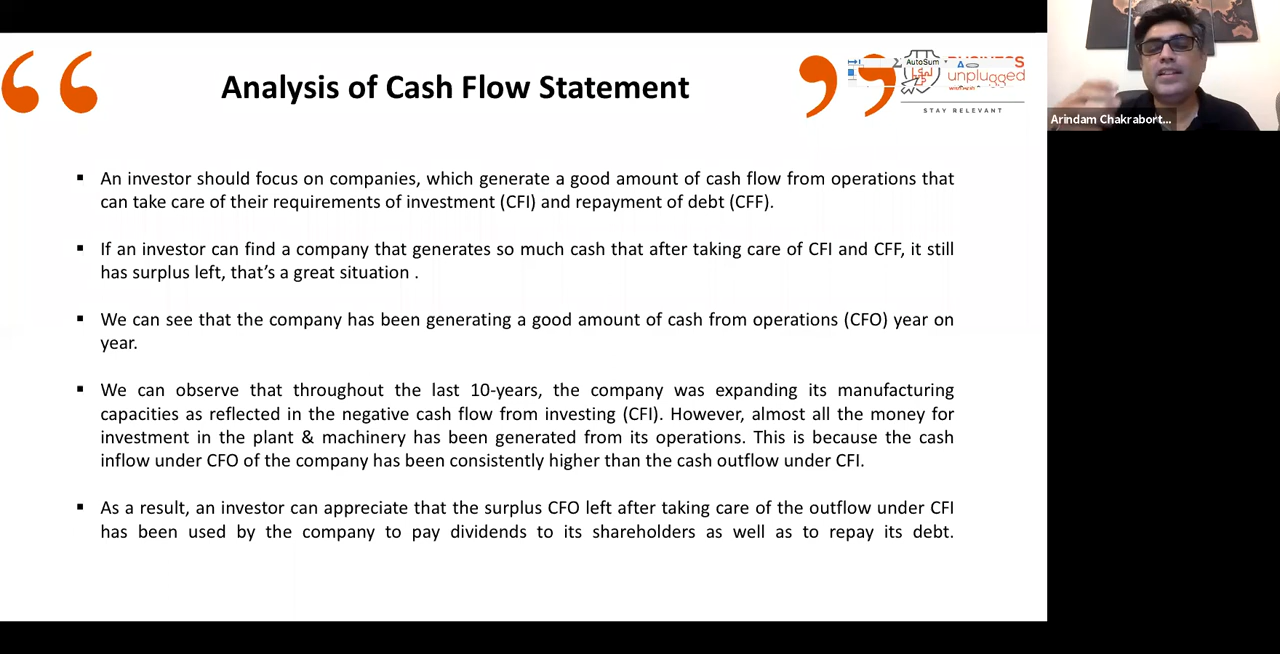 Analysis of Cash Flow Statement
AutoSum
unplugged
STAY RELEVANT
Arindam Chakrabort...
▪ An investor should focus on companies, which generate a good amount of cash flow from operations that
can take care of their requirements of investment (CFI) and repayment of debt (CFF).
▪ If an investor can find a company that generates so much cash that after taking care of CFI and CFF, it still
has surplus left, that’s a great situation .
▪ We can see that the company has been generating a good amount of cash from operations (CFO) year on
year.
▪ We can observe that throughout the last 10-years, the company was expanding its manufacturing
capacities as reflected in the negative cash flow from investing (CFI). However, almost all the money for
investment in the plant & machinery has been generated from its operations. This is because the cash
inflow under CFO of the company has been consistently higher than the cash outflow under CFI.
▪ As a result, an investor can appreciate that the surplus CFO left after taking care of the outflow under CFI
has been used by the company to pay dividends to its shareholders as well as to repay its debt.